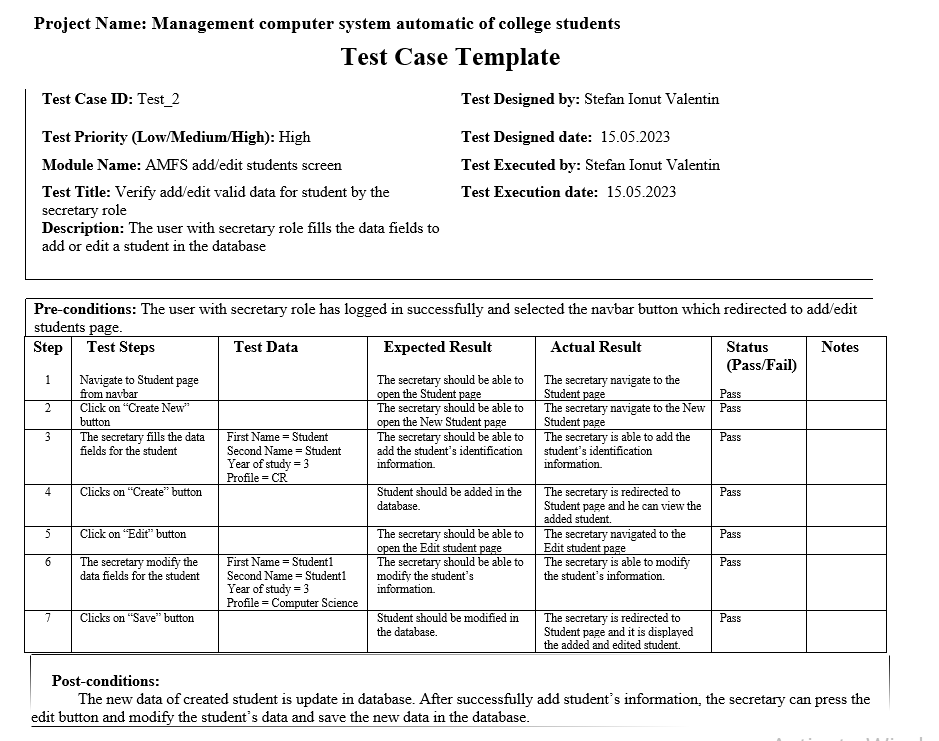 Project Name: Management computer system automatic of college students
Test Case Template
Test Case ID: Test_2
Test Designed by: Stefan Ionut Valentin
Test Priority (Low/Medium/High): High
Test Designed date: 15.05.2023
Module Name: AMFS add/edit students screen
Test Executed by: Stefan Ionut Valentin
Test Title: Verify add/edit valid data for student by the
secretary role
Test Execution date: 15.05.2023
Description: The user with secretary role fills the data fields to
add or edit a student in the database
Pre-conditions: The user with secretary role has logged in successfully and selected the navbar button which redirected to add/edit
students page.
Step Test Steps Test Data Expected Result Actual Result Status
(Pass/Fail)
Notes
1
Navigate to Student page
from navbar
The secretary should be able to
open the Student page
The secretary navigate to the
Student page
Pass
2
Click on “Create New”
button
The secretary should be able to
open the New Student page
The secretary navigate to the New
Student page
Pass
3
The secretary fills the data
fields for the student
First Name = Student
Second Name = Student
Year of study = 3
Profile = CR
The secretary should be able to
add the student’s identification
information.
The secretary is able to add the
student’s identification
information.
Pass
4
Clicks on “Create” button
Student should be added in the
database.
The secretary is redirected to
Student page and he can view the
added student.
Pass
5
Click on “Edit” button
The secretary should be able to
open the Edit student page
The secretary navigated to the
Edit student page
Pass
6
The secretary modify the
data fields for the student
First Name = Student1
Second Name = Student1
Year of study = 3
Profile = Computer Science
The secretary should be able to
modify the student’s
information.
The secretary is able to modify
the student’s information.
Pass
7
Clicks on “Save” button
Student should be modified in
the database.
The secretary is redirected to
Student page and it is displayed
the added and edited student.
Pass
Post-conditions:
The new data of created student is update in database. After successfully add student’s information, the secretary can press the
edit button and modify the student’s data and save the new data in the database.